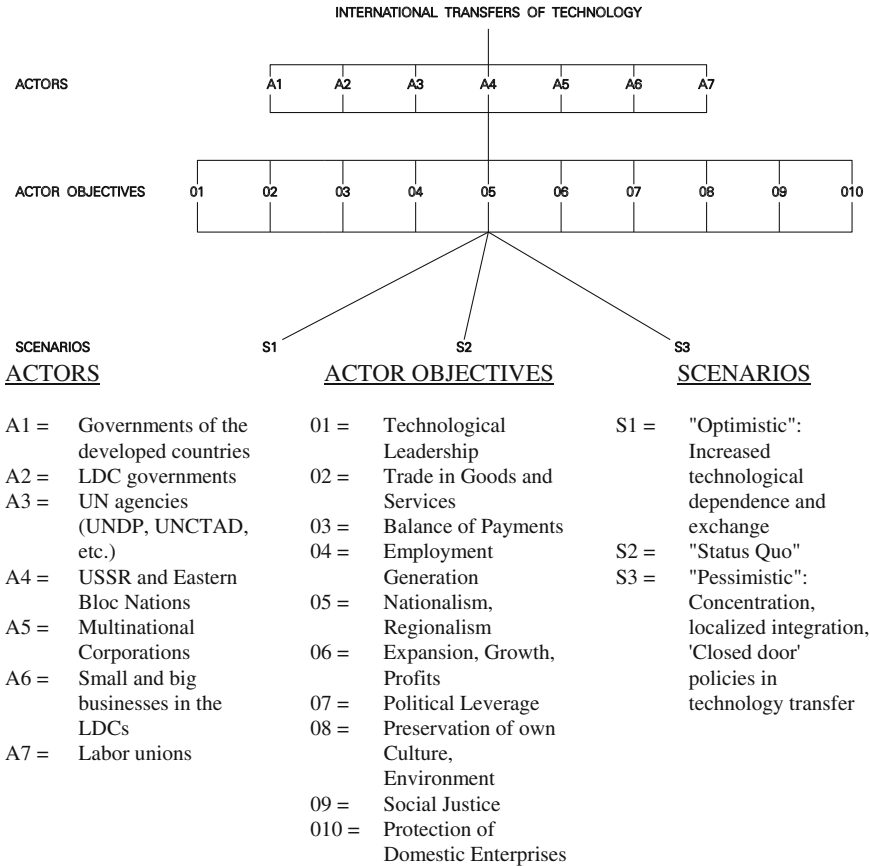 INTERNATIONAL TRANSFERS OF TECHNOLOGY
ACTORS A1 A2 A3 A4 A5 A6 A7
ACTOR OBJECTIVES 01 02 03 04 05 06 07 08 09 010
SCENARIOS S1 S2 S3
ACTORS
A1 = Governments of the
developed countries
A2 = LDC governments
A3 = UN agencies
(UNDP, UNCTAD,
etc.)
A4 = USSR and Eastern
Bloc Nations
A5 = Multinational
Corporations
A6 = Small and big
businesses in the
LDCs
A7 = Labor unions
ACTOR OBJECTIVES
01 = Technological
Leadership
02 = Trade in Goods and
Services
03 = Balance of Payments
04 = Employment
Generation
05 = Nationalism,
Regionalism
06 = Expansion, Growth,
Profits
07 = Political Leverage
08 = Preservation of own
Culture,
Environment
09 = Social Justice
010 = Protection of
Domestic Enterprises
SCENARIOS
S1 = "Optimistic":
Increased
technological
dependence and
exchange
S2 = "Status Quo"
S3 = "Pessimistic":
Concentration,
localized integration,
'Closed door'
policies in
technology transfer